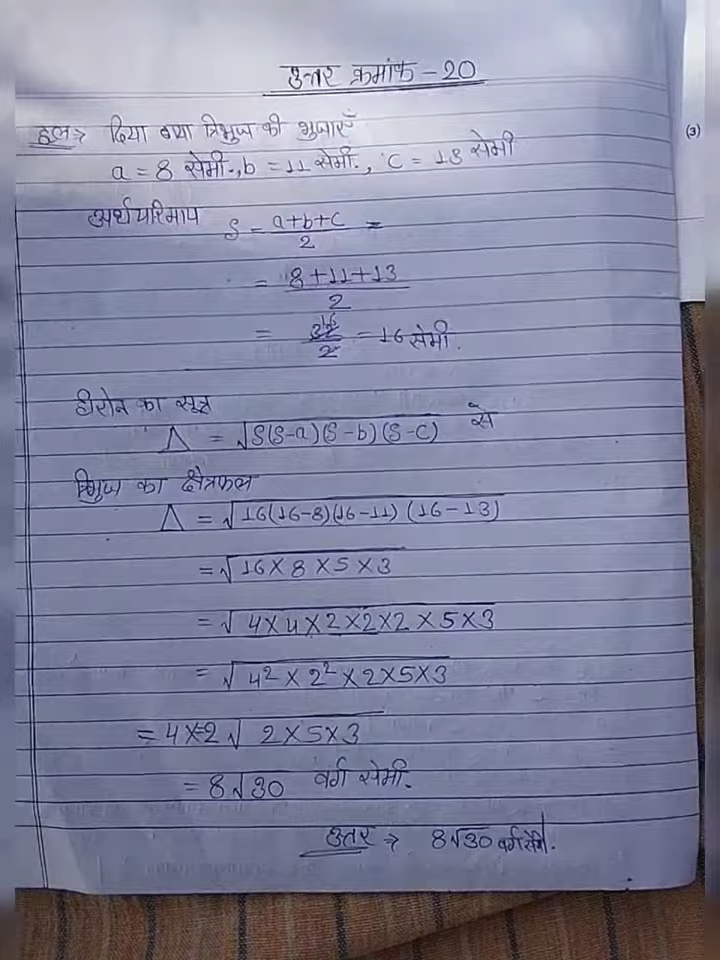 उत्तर क्रमांक - 20
(3)
हल→ दिया गया त्रिभुज की भुजाएँ
a = 8 सेमी., b = 11 सेमी., c = 13 सेमी
अर्धपरिमाप S = a+b+c / 2 =
= 8+11+13 / 2
= 32 / 2 = 16 सेमी.
हीरोन का सूत्र
Δ = √S(S-a)(S-b)(S-c) से
त्रिभुज का क्षेत्रफल
Δ = √16(16-8)(16-11)(16-13)
= √16×8×5×3
= √4×4×2×2×2×5×3
= √4²×2²×2×5×3
= 4×2√2×5×3
= 8√30 वर्ग सेमी.
उत्तर → 8√30 वर्ग सेमी.